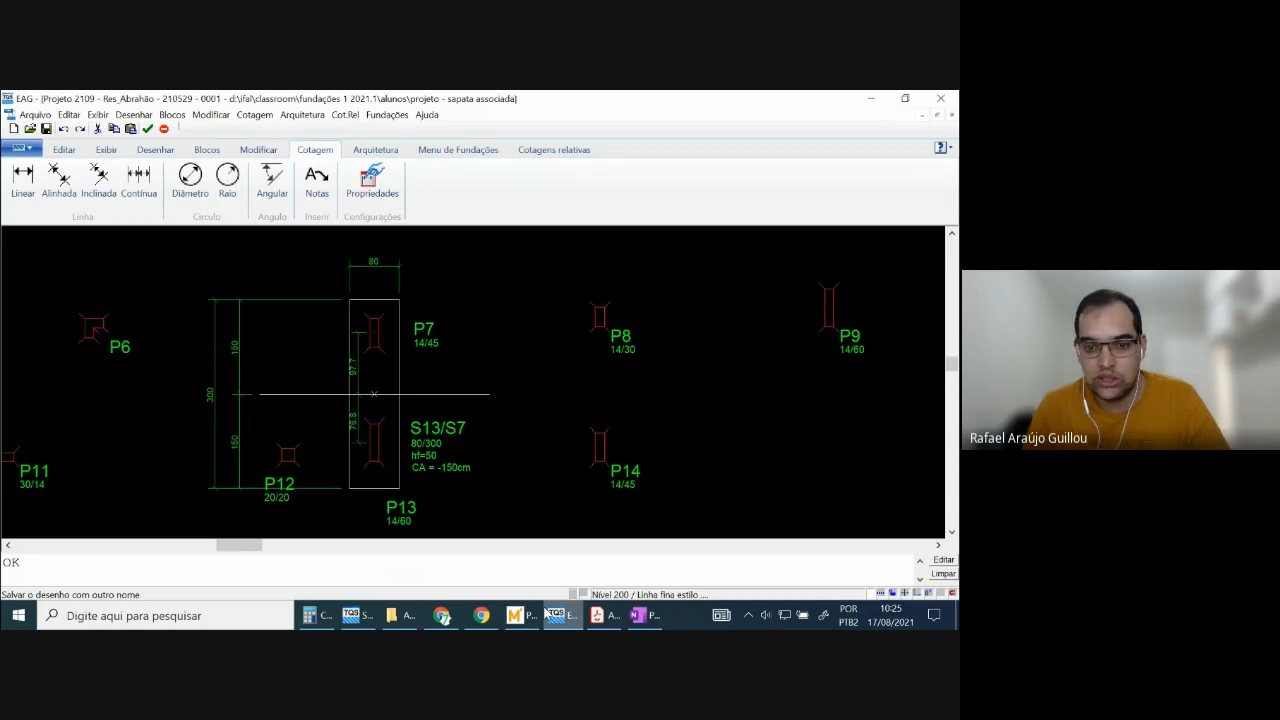 EAG - [Projeto 2109 - Res_Abrahão - 210529 - 0001 - d:\ifal\classroom\fundações 1 2021.1\alunos\projeto - sapata associada]
Arquivo Editar Exibir Desenhar Blocos Modificar Cotagem Arquitetura Cot.Rel Fundações Ajuda
Editar Exibir Desenhar Blocos Modificar Cotagem Arquitetura Menu de Fundações Cotagens relativas
Linear Alinhada Inclinada Contínua Diâmetro Raio Angular Notas Propriedades
Linha Circulo Angulo Inserir Configurações
80
P6
P7
14/45
P8
14/30
P9
14/60
150
97.7
300
76.8
150
S13/S7
80/300
hf=50
CA = -150cm
P11
30/14
P12
20/20
P13
14/60
P14
14/45
OK
Editar
Limpar
Salvar o desenho com outro nome
Nível 200 / Linha fina estilo ....
Digite aqui para pesquisar
C... S... A... P... E... A... P...
POR
PTB2
10:25
17/08/2021
Rafael Araújo Guillou